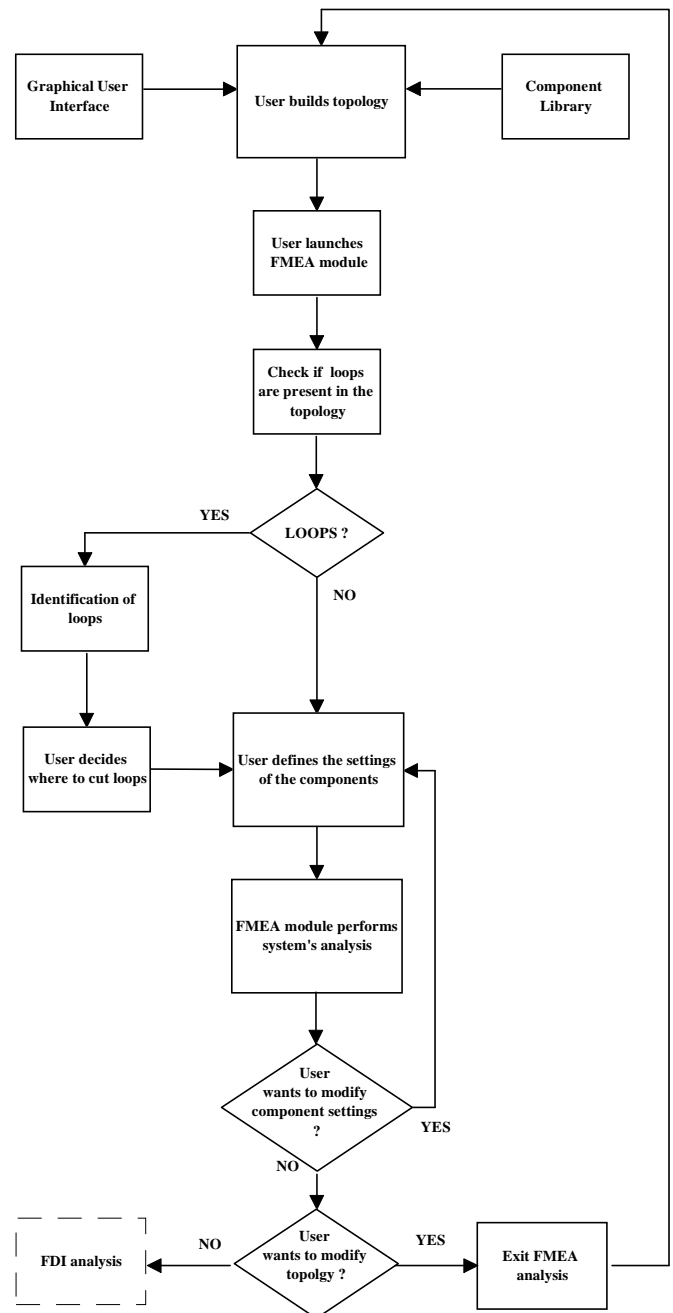 Graphical User
Interface
User builds topology
Component
Library
User launches
FMEA module
Check if loops
are present in the
topology
YES
LOOPS ?
NO
Identification of
loops
User decides
where to cut loops
User defines the settings
of the components
FMEA module performs
system's analysis
User
wants to modify
component settings
?
YES
NO
FDI analysis
NO
User
wants to modify
topolgy ?
YES
Exit FMEA
analysis